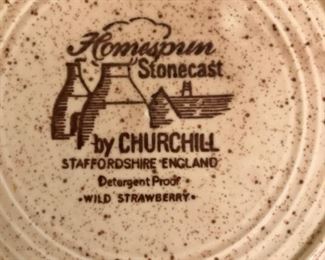 Homespun
Stonecast
by CHURCHILL
STAFFORDSHIRE ENGLAND
Detergent Proof
•WILD STRAWBERRY•